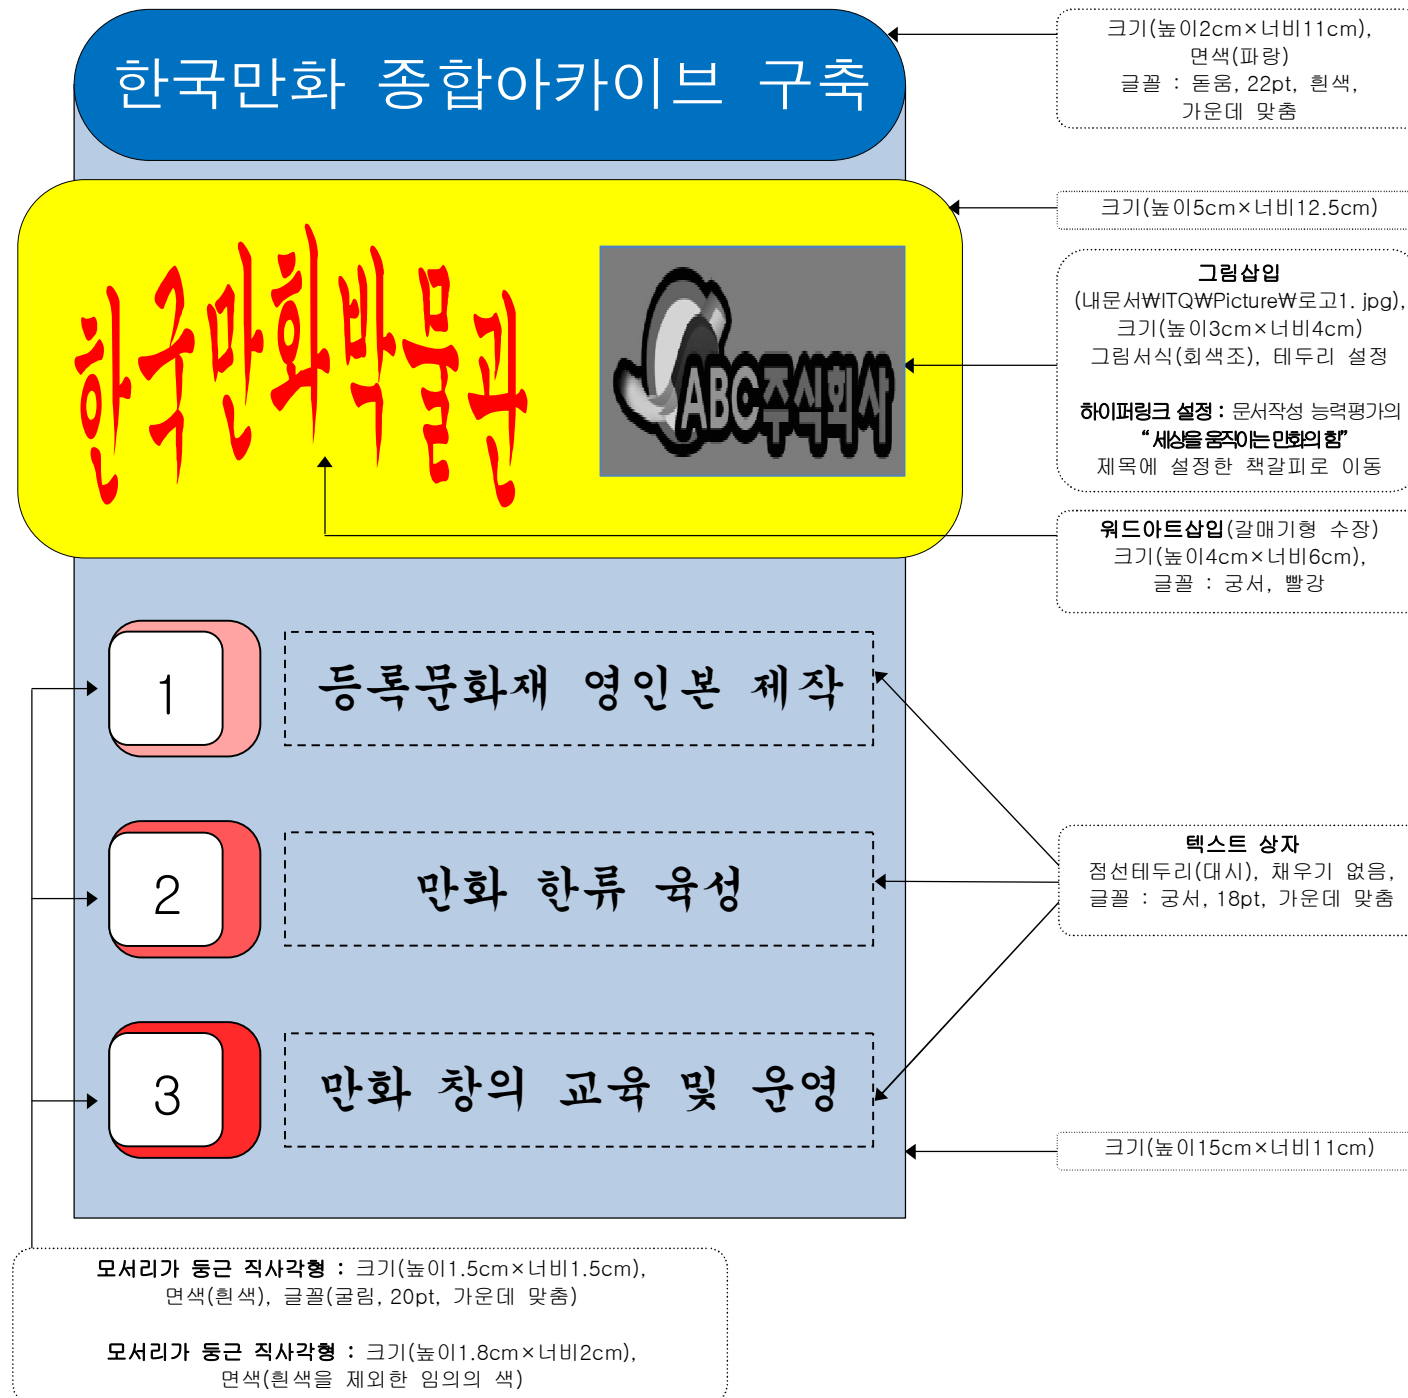 한국만화 종합아카이브 구축
크기(높이2cm×너비11cm),
면색(파랑)
글꼴 : 돋움, 22pt, 흰색,
가운데 맞춤
크기(높이5cm×너비12.5cm)
한국만화박물관
ABC주식회사
그림삽입
(내문서₩ITQ₩Picture₩로고1. jpg),
크기(높이3cm×너비4cm)
그림서식(회색조), 테두리 설정
하이퍼링크 설정 : 문서작성 능력평가의
“ 세상을 움직이는 만화의 힘”
제목에 설정한 책갈피로 이동
워드아트삽입(갈매기형 수장)
크기(높이4cm×너비6cm),
글꼴 : 궁서, 빨강
1
등록문화재 영인본 제작
2
만화 한류 육성
텍스트 상자
점선테두리(대시), 채우기 없음,
글꼴 : 궁서, 18pt, 가운데 맞춤
3
만화 창의 교육 및 운영
크기(높이15cm×너비11cm)
모서리가 둥근 직사각형 : 크기(높이1.5cm×너비1.5cm),
면색(흰색), 글꼴(굴림, 20pt, 가운데 맞춤)
모서리가 둥근 직사각형 : 크기(높이1.8cm×너비2cm),
면색(흰색을 제외한 임의의 색)